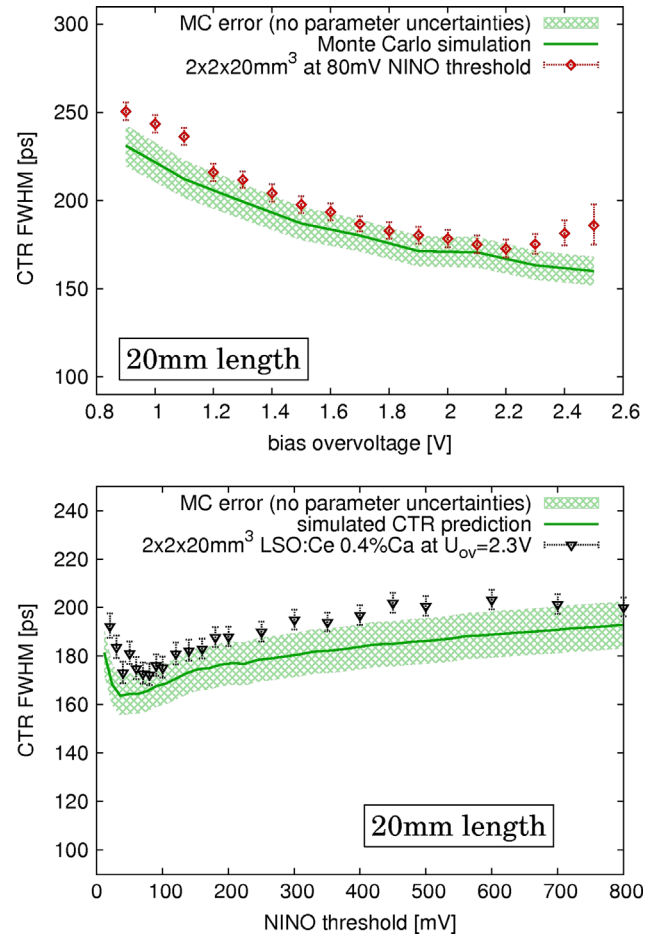 MC error (no parameter uncertainties)
Monte Carlo simulation
2x2x20mm³ at 80mV NINO threshold
300
250
200
150
100
CTR FWHM [ps]
20mm length
0.8 1 1.2 1.4 1.6 1.8 2 2.2 2.4 2.6
bias overvoltage [V]
MC error (no parameter uncertainties)
simulated CTR prediction
2x2x20mm³ LSO:Ce 0.4%Ca at Uov=2.3V
240
220
200
180
160
140
120
100
CTR FWHM [ps]
20mm length
0 100 200 300 400 500 600 700 800
NINO threshold [mV]